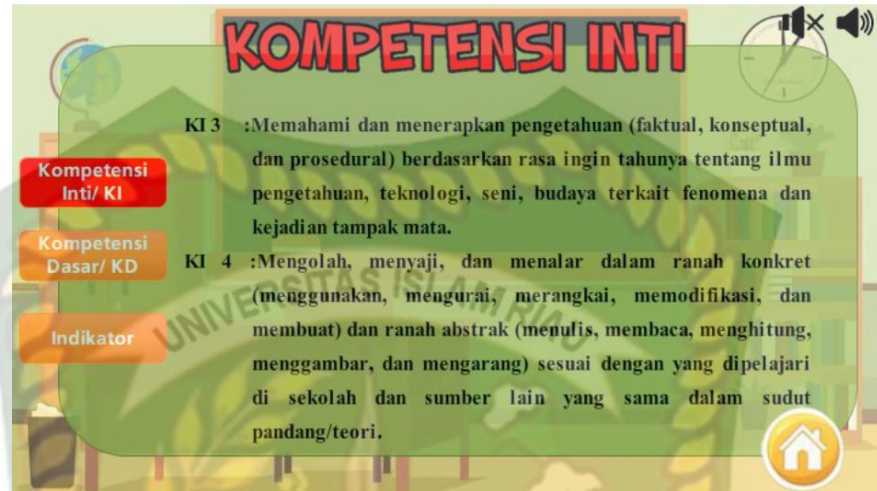 KOMPETENSI INTI
KI 3 :Memahami dan menerapkan pengetahuan (faktual, konseptual,
dan prosedural) berdasarkan rasa ingin tahunya tentang ilmu
pengetahuan, teknologi, seni, budaya terkait fenomena dan
kejadian tampak mata.
KI 4 :Mengolah, menyaji, dan menalar dalam ranah konkret
(menggunakan, mengurai, merangkai, memodifikasi, dan
membuat) dan ranah abstrak (menulis, membaca, menghitung,
menggambar, dan mengarang) sesuai dengan yang dipelajari
di sekolah dan sumber lain yang sama dalam sudut
pandang/teori.
Kompetensi
Inti/ KI
Kompetensi
Dasar/ KD
Indikator
UNIVERSITAS ISLAM RIAU